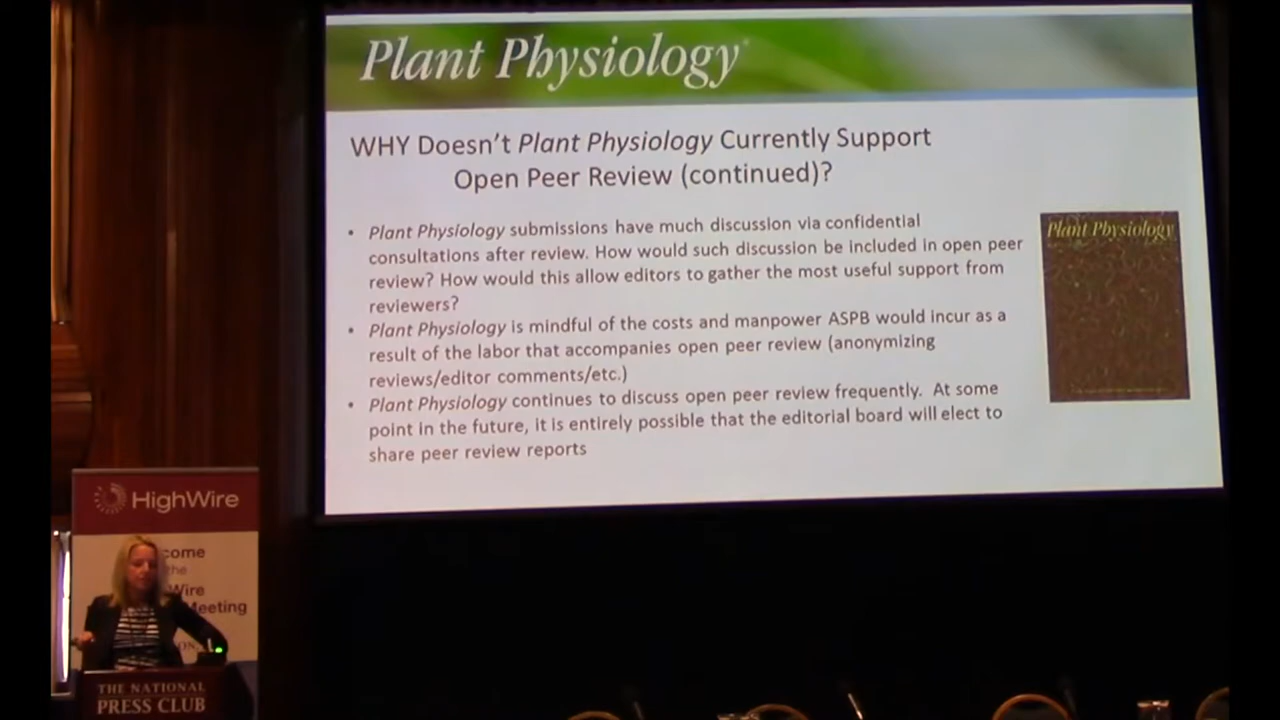 Plant Physiology
WHY Doesn't Plant Physiology Currently Support
Open Peer Review (continued)?
• Plant Physiology submissions have much discussion via confidential
consultations after review. How would such discussion be included in open peer
review? How would this allow editors to gather the most useful support from
reviewers?
• Plant Physiology is mindful of the costs and manpower ASPB would incur as a
result of the labor that accompanies open peer review (anonymizing
reviews/editor comments/etc.)
• Plant Physiology continues to discuss open peer review frequently. At some
point in the future, it is entirely possible that the editorial board will elect to
share peer review reports
Plant Physiology
HighWire
come
the
Wire
Meeting
THE NATIONAL
PRESS CLUB